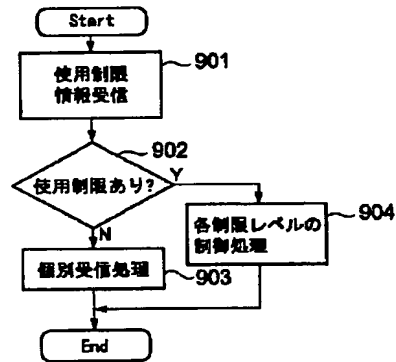 Start
使用制限
情報受信
901
902
使用制限あり?
Y
N
各制限レベルの
制御処理
904
個別受信処理
903
End